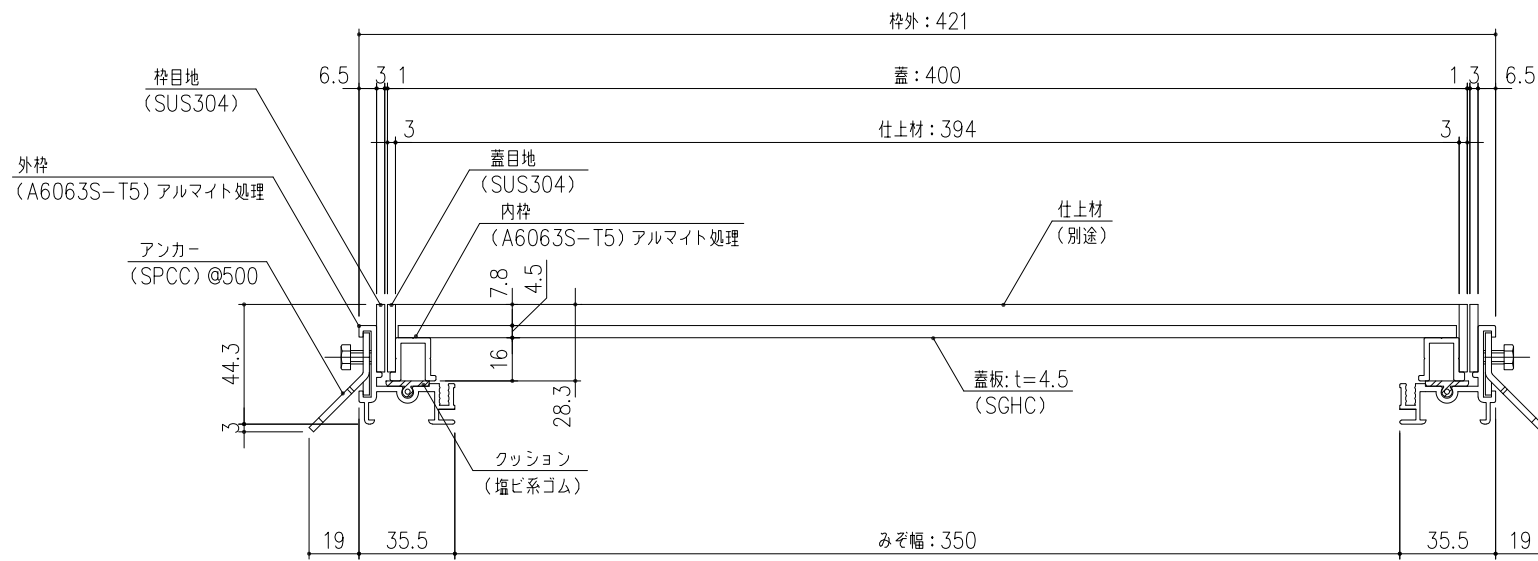 枠外：421
6.5 3 1 蓋：400 1 3 6.5
枠目地
(SUS304)
3 仕上材：394 3
外枠
(A6063S-T5) アルマイト処理
蓋目地
(SUS304)
内枠
(A6063S-T5) アルマイト処理
仕上材
(別途)
アンカー
(SPCC) @500
7.8
4.5
44.3
16
28.3
3
蓋板: t=4.5
(SGHC)
クッション
(塩ビ系ゴム)
19 35.5 みぞ幅：350 35.5 19